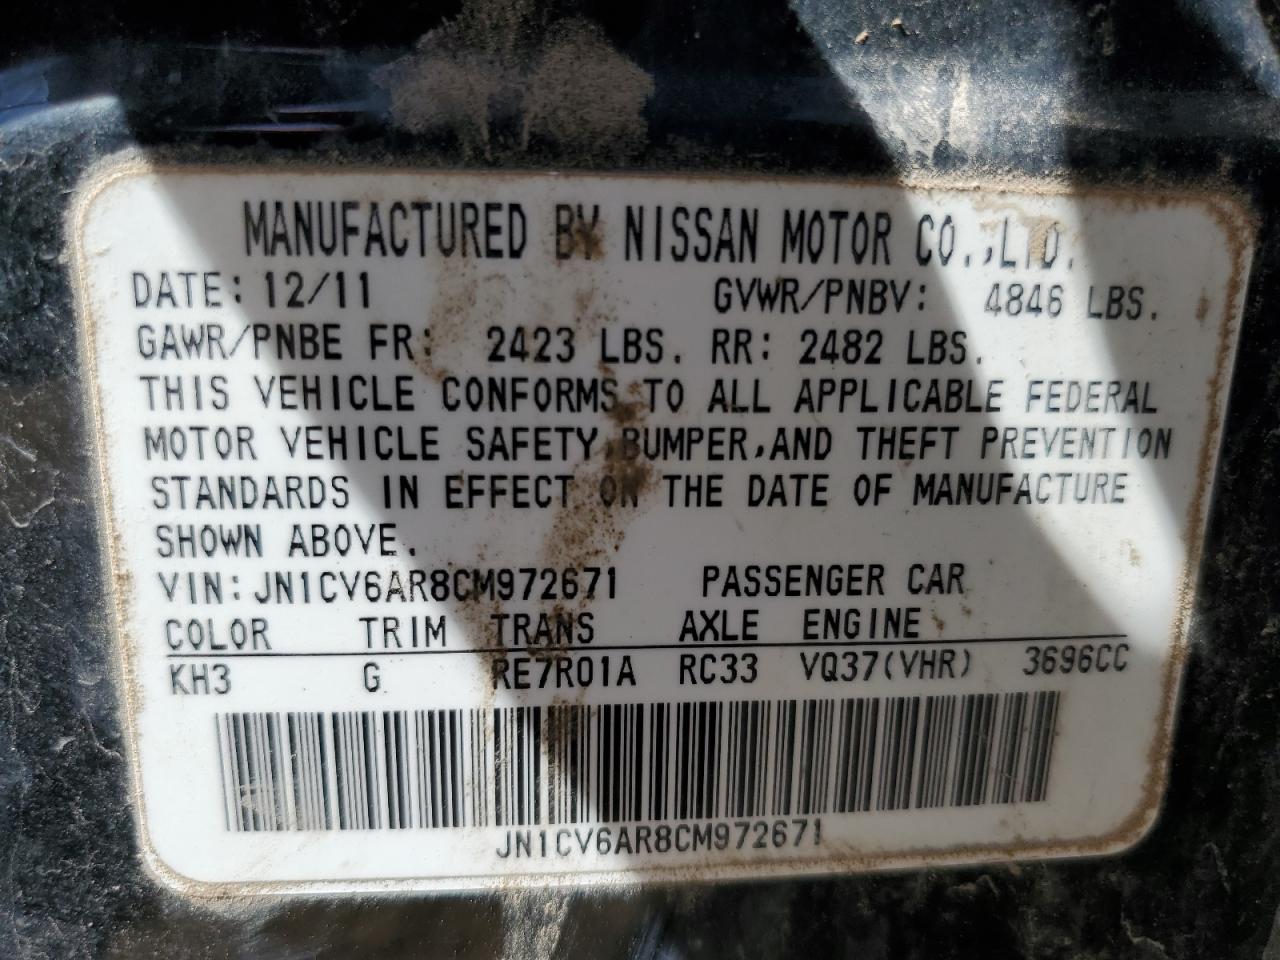 MANUFACTURED BY NISSAN MOTOR CO.,LTD.
DATE: 12/11 GVWR/PNBV: 4846 LBS.
GAWR/PNBE FR: 2423 LBS. RR: 2482 LBS.
THIS VEHICLE CONFORMS TO ALL APPLICABLE FEDERAL
MOTOR VEHICLE SAFETY,BUMPER,AND THEFT PREVENTION
STANDARDS IN EFFECT ON THE DATE OF MANUFACTURE
SHOWN ABOVE.
VIN:JN1CV6AR8CM972671 PASSENGER CAR
COLOR TRIM TRANS AXLE ENGINE
KH3 G RE7R01A RC33 VQ37(VHR) 3696CC
JN1CV6AR8CM972671